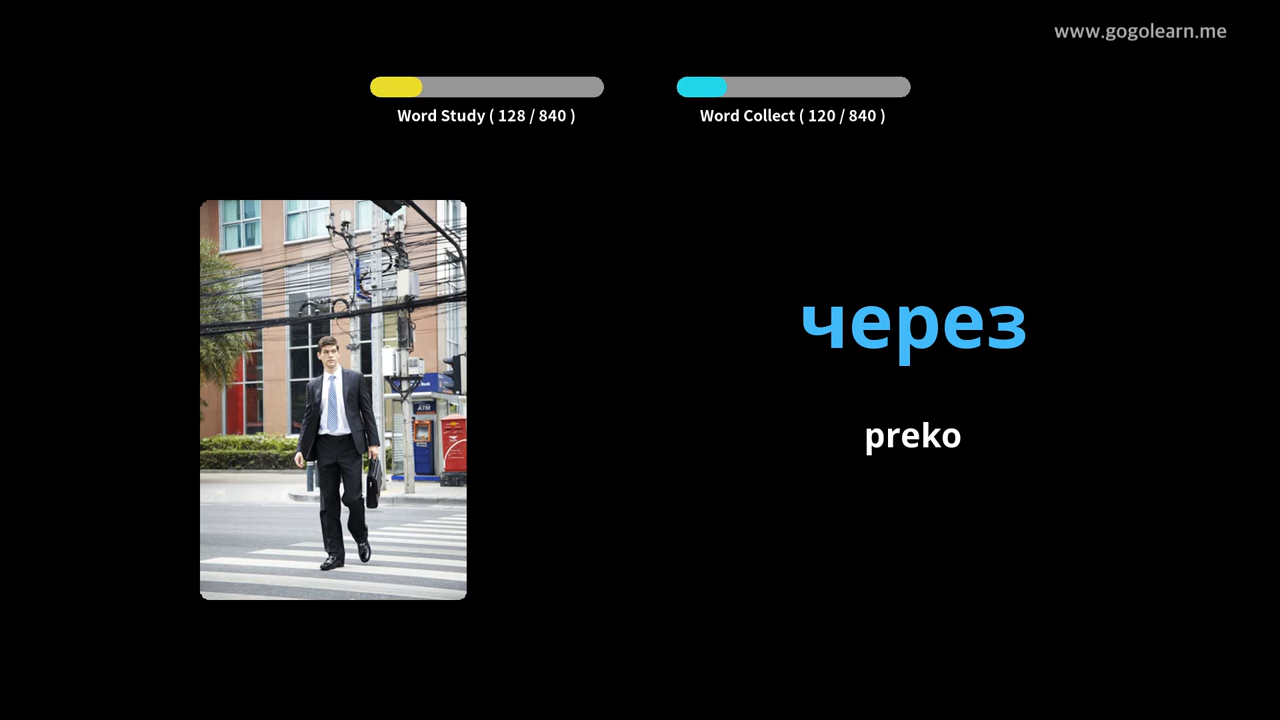 www.gogolearn.me
Word Study ( 128 / 840 )
Word Collect ( 120 / 840 )
ATM
через
preko